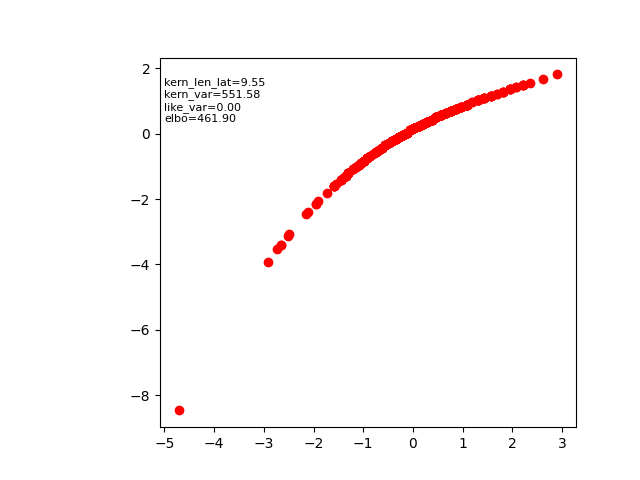 kern_len_lat=9.55
kern_var=551.58
like_var=0.00
elbo=461.90
2
0
−2
−4
−6
−8
−5 −4 −3 −2 −1 0 1 2 3